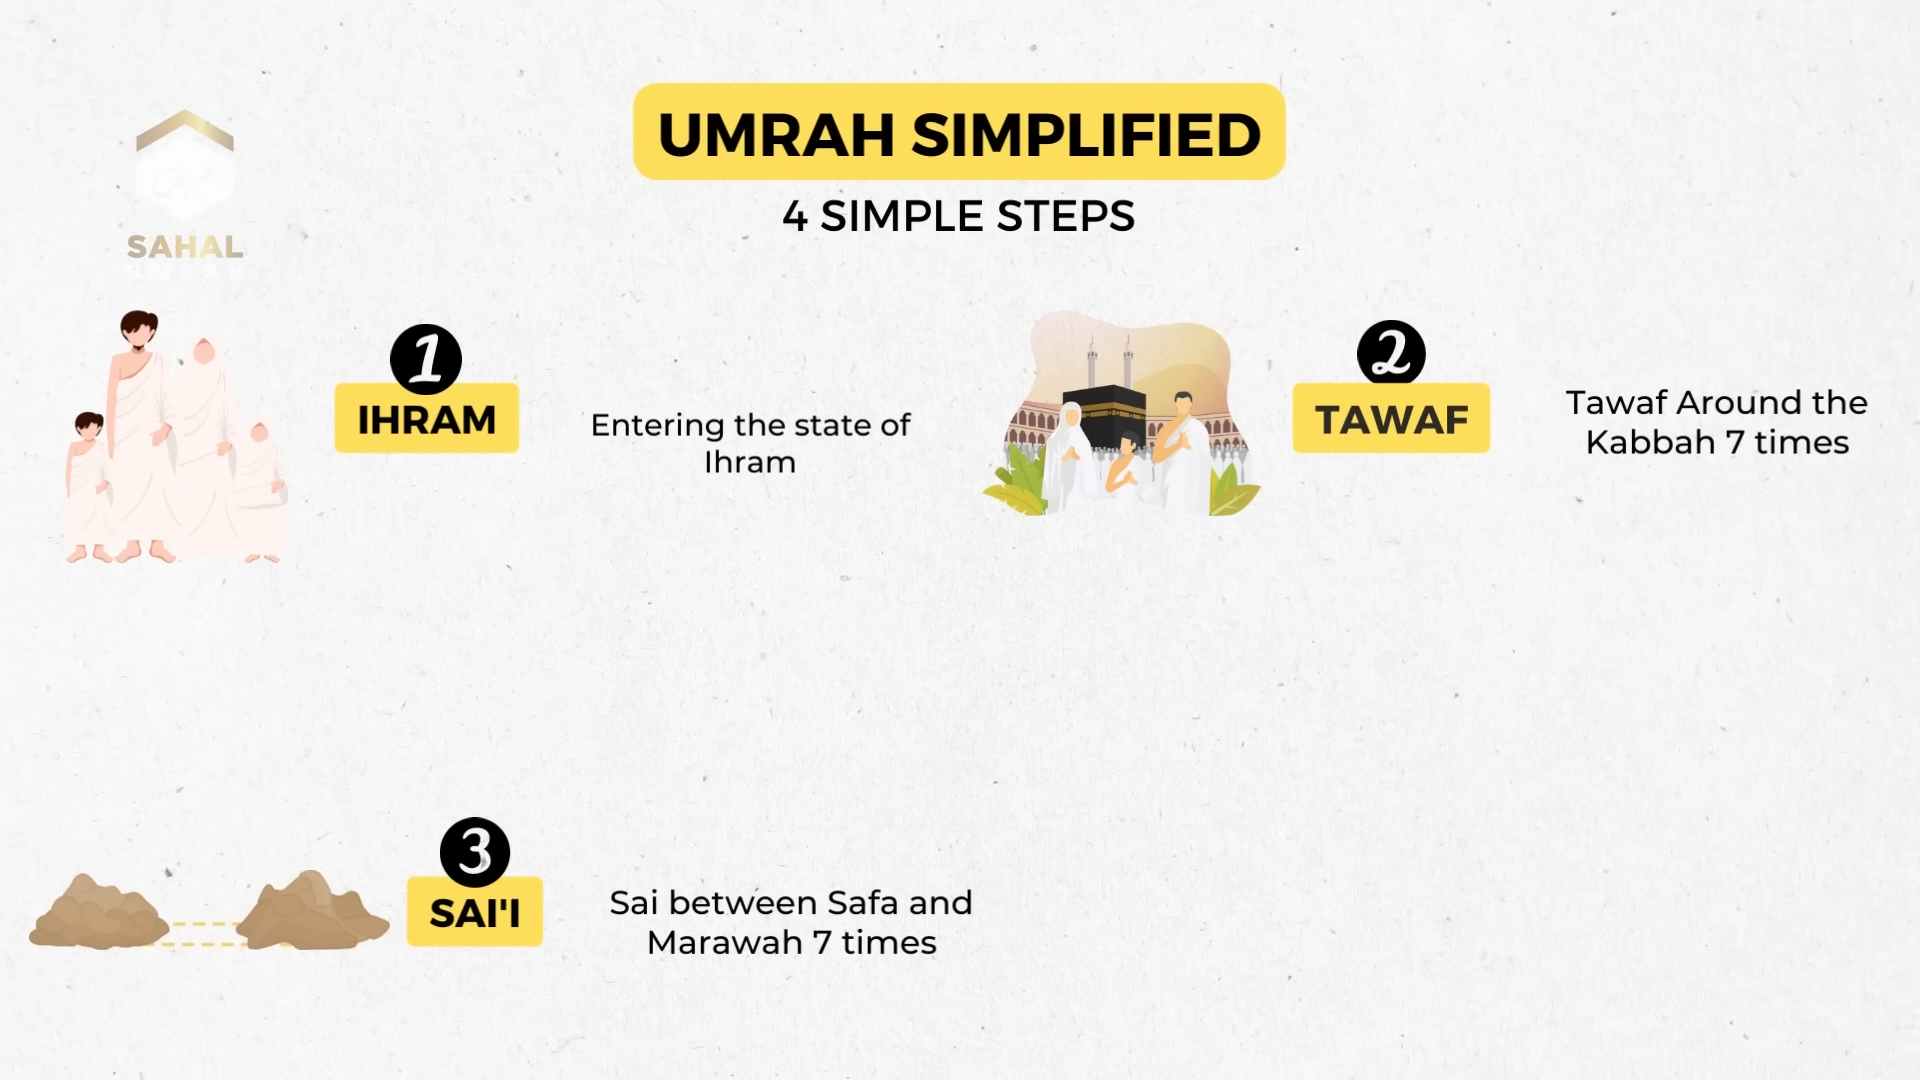 UMRAH SIMPLIFIED
4 SIMPLE STEPS
SAHAL
1
IHRAM
Entering the state of
Ihram
2
TAWAF
Tawaf Around the
Kabbah 7 times
3
SAI'I
Sai between Safa and
Marawah 7 times